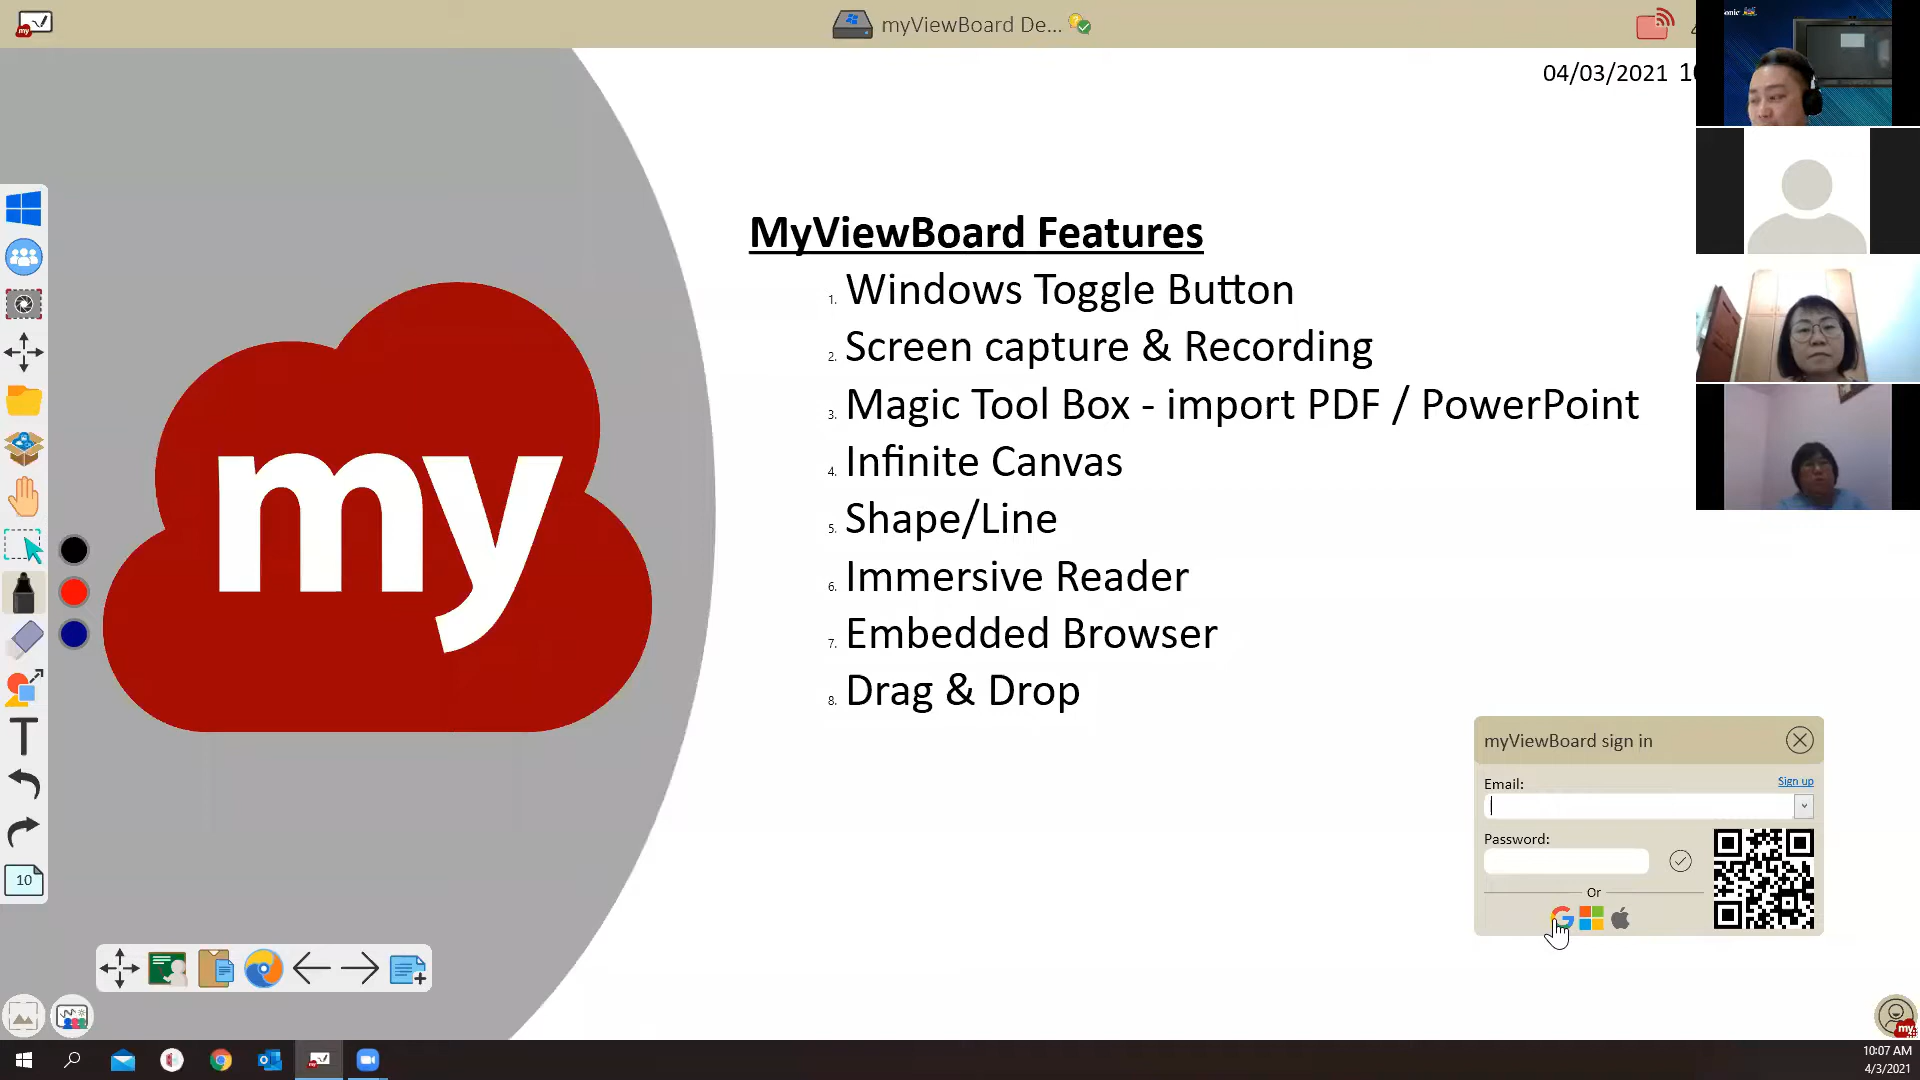 myViewBoard De...
04/03/2021 1
my
MyViewBoard Features
1. Windows Toggle Button
2. Screen capture & Recording
3. Magic Tool Box - import PDF / PowerPoint
4. Infinite Canvas
5. Shape/Line
6. Immersive Reader
7. Embedded Browser
8. Drag & Drop
myViewBoard sign in
Email:
Sign up
Password:
Or
T
10
my
10:07 AM
4/3/2021